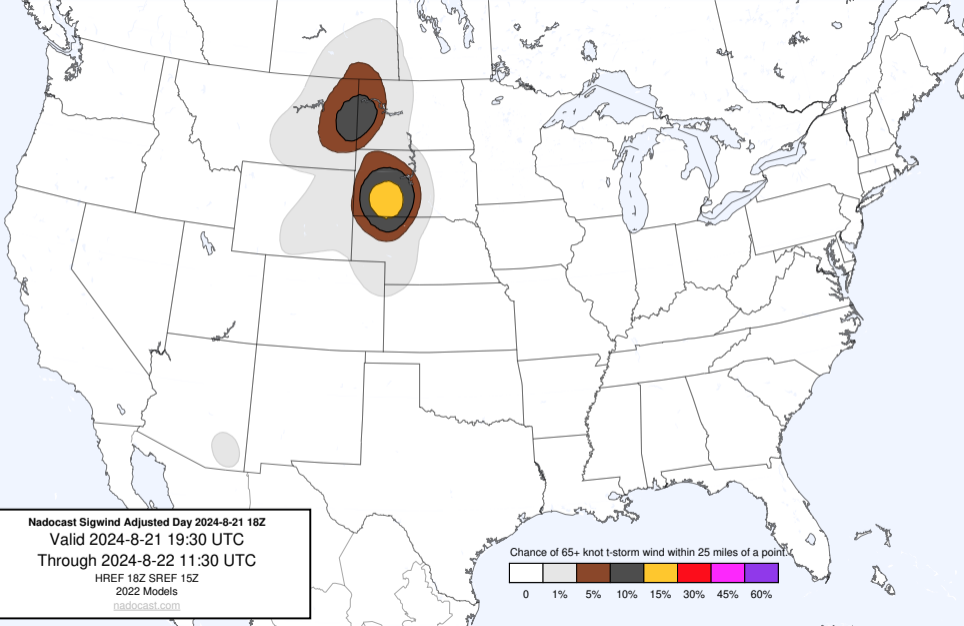 Nadocast Sigwind Adjusted Day 2024-8-21 18Z
Valid 2024-8-21 19:30 UTC
Through 2024-8-22 11:30 UTC
HREF 18Z SREF 15Z
2022 Models
nadocast.com
Chance of 65+ knot t-storm wind within 25 miles of a point.
0 1% 5% 10% 15% 30% 45% 60%